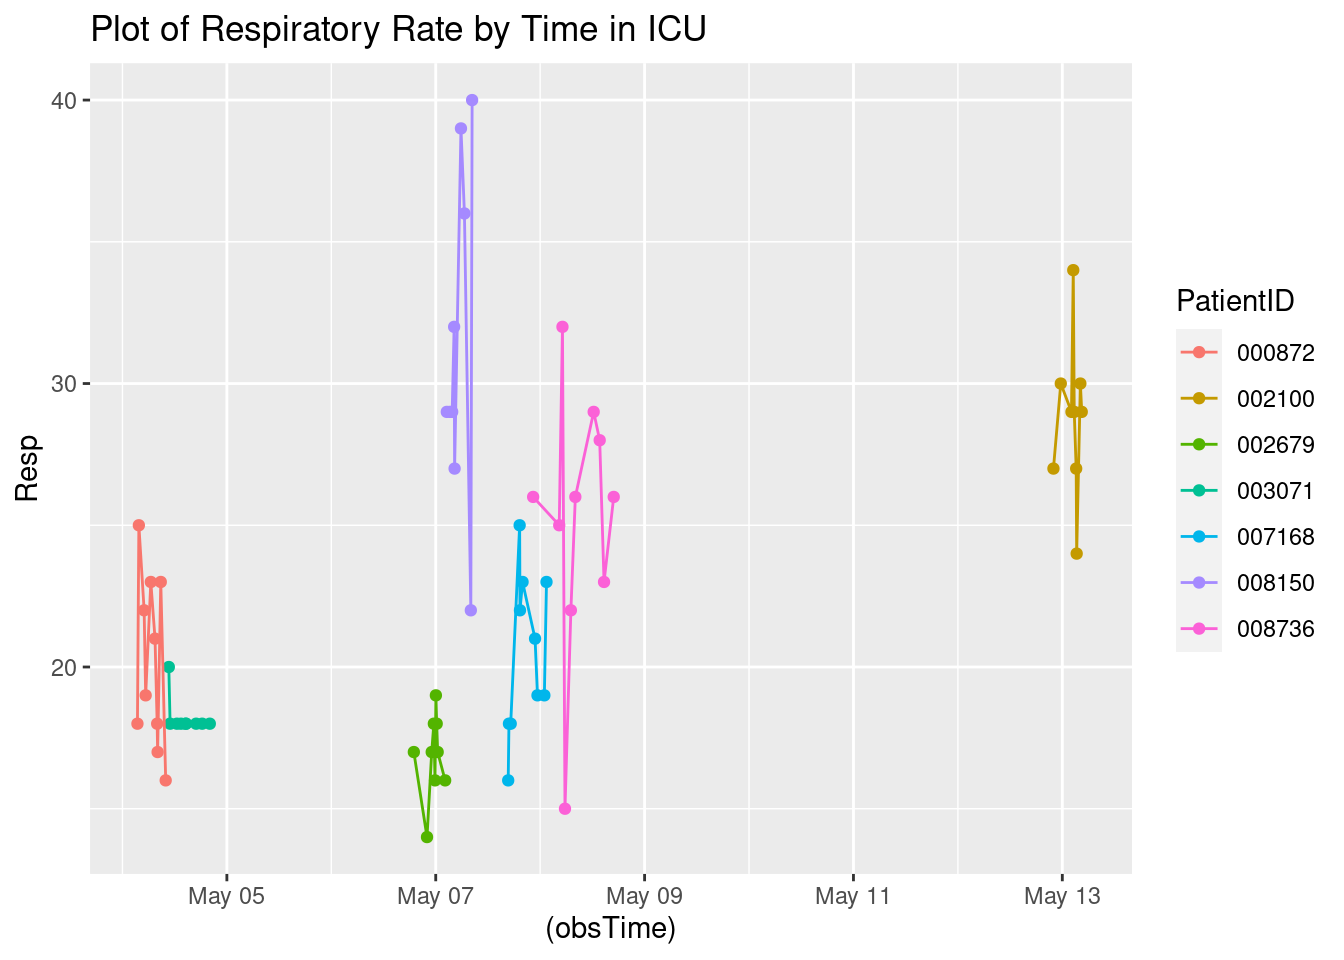 Plot of Respiratory Rate by Time in ICU
40
30
20
Resp
May 05
May 07
May 09
May 11
May 13
(obsTime)
PatientID
000872
002100
002679
003071
007168
008150
008736